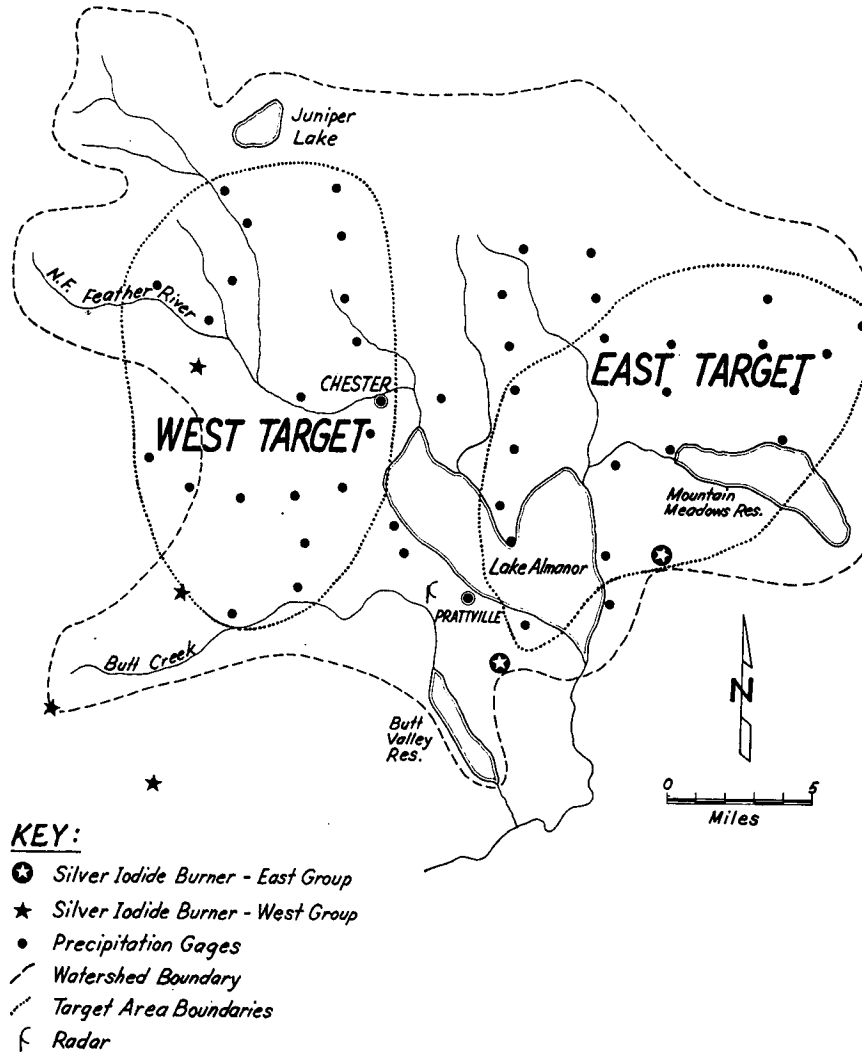 Juniper
Lake
N.F. Feather River
CHESTER
EAST TARGET
WEST TARGET
Mountain
Meadows Res.
Lake Almanor
PRATTVILLE
Butt Creek
Butt
Valley
Res.
N
0 5
Miles
KEY:
Silver Iodide Burner - East Group
Silver Iodide Burner - West Group
Precipitation Gages
Watershed Boundary
Target Area Boundaries
Radar